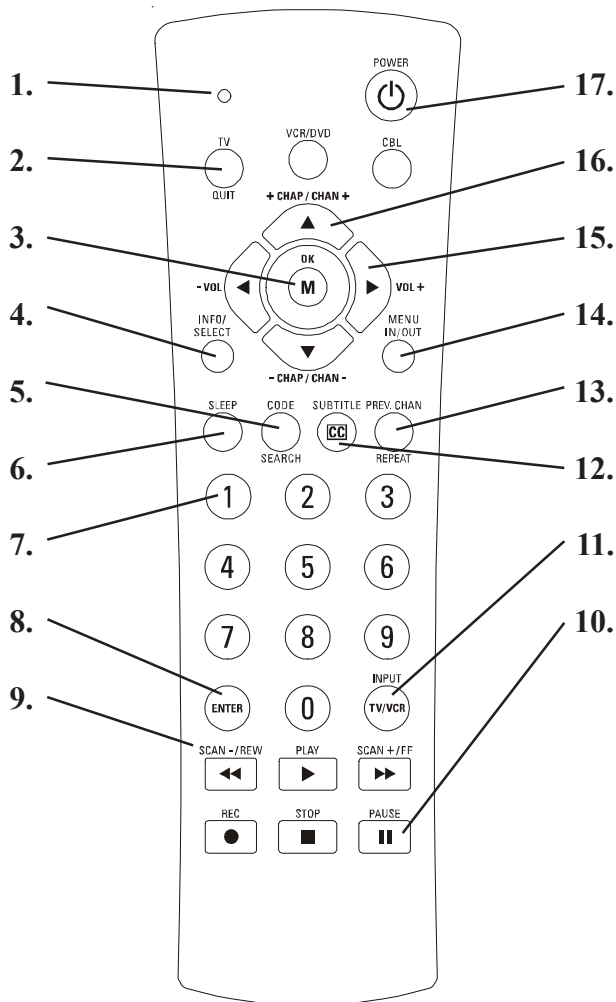 POWER
1.
17.
TV
VCR/DVD
CBL
2.
QUIT
16.
+ CHAP / CHAN +
3.
OK
15.
- VOL
M
VOL +
4.
INFO/
SELECT
MENU
IN/OUT
14.
- CHAP / CHAN -
5.
SLEEP
CODE
SUBTITLE
PREV. CHAN
13.
CC
6.
SEARCH
REPEAT
12.
1
2
3
7.
11.
4
5
6
8.
10.
7
8
9
INPUT
9.
ENTER
0
TV/VCR
SCAN -/REW
PLAY
SCAN +/FF
REC
STOP
PAUSE